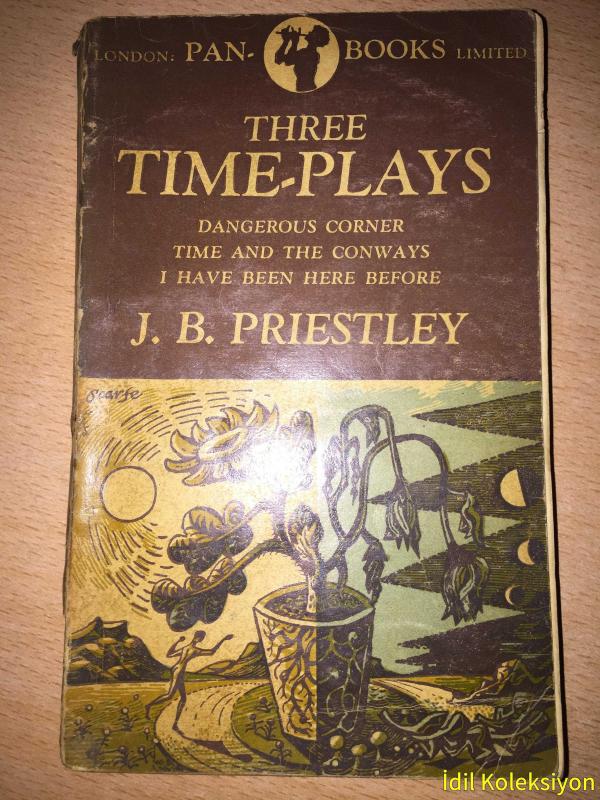 LONDON: PAN-BOOKS LIMITED
THREE
TIME-PLAYS
DANGEROUS CORNER
TIME AND THE CONWAYS
I HAVE BEEN HERE BEFORE
J. B. PRIESTLEY
Scarfe
İdil Koleksiyon